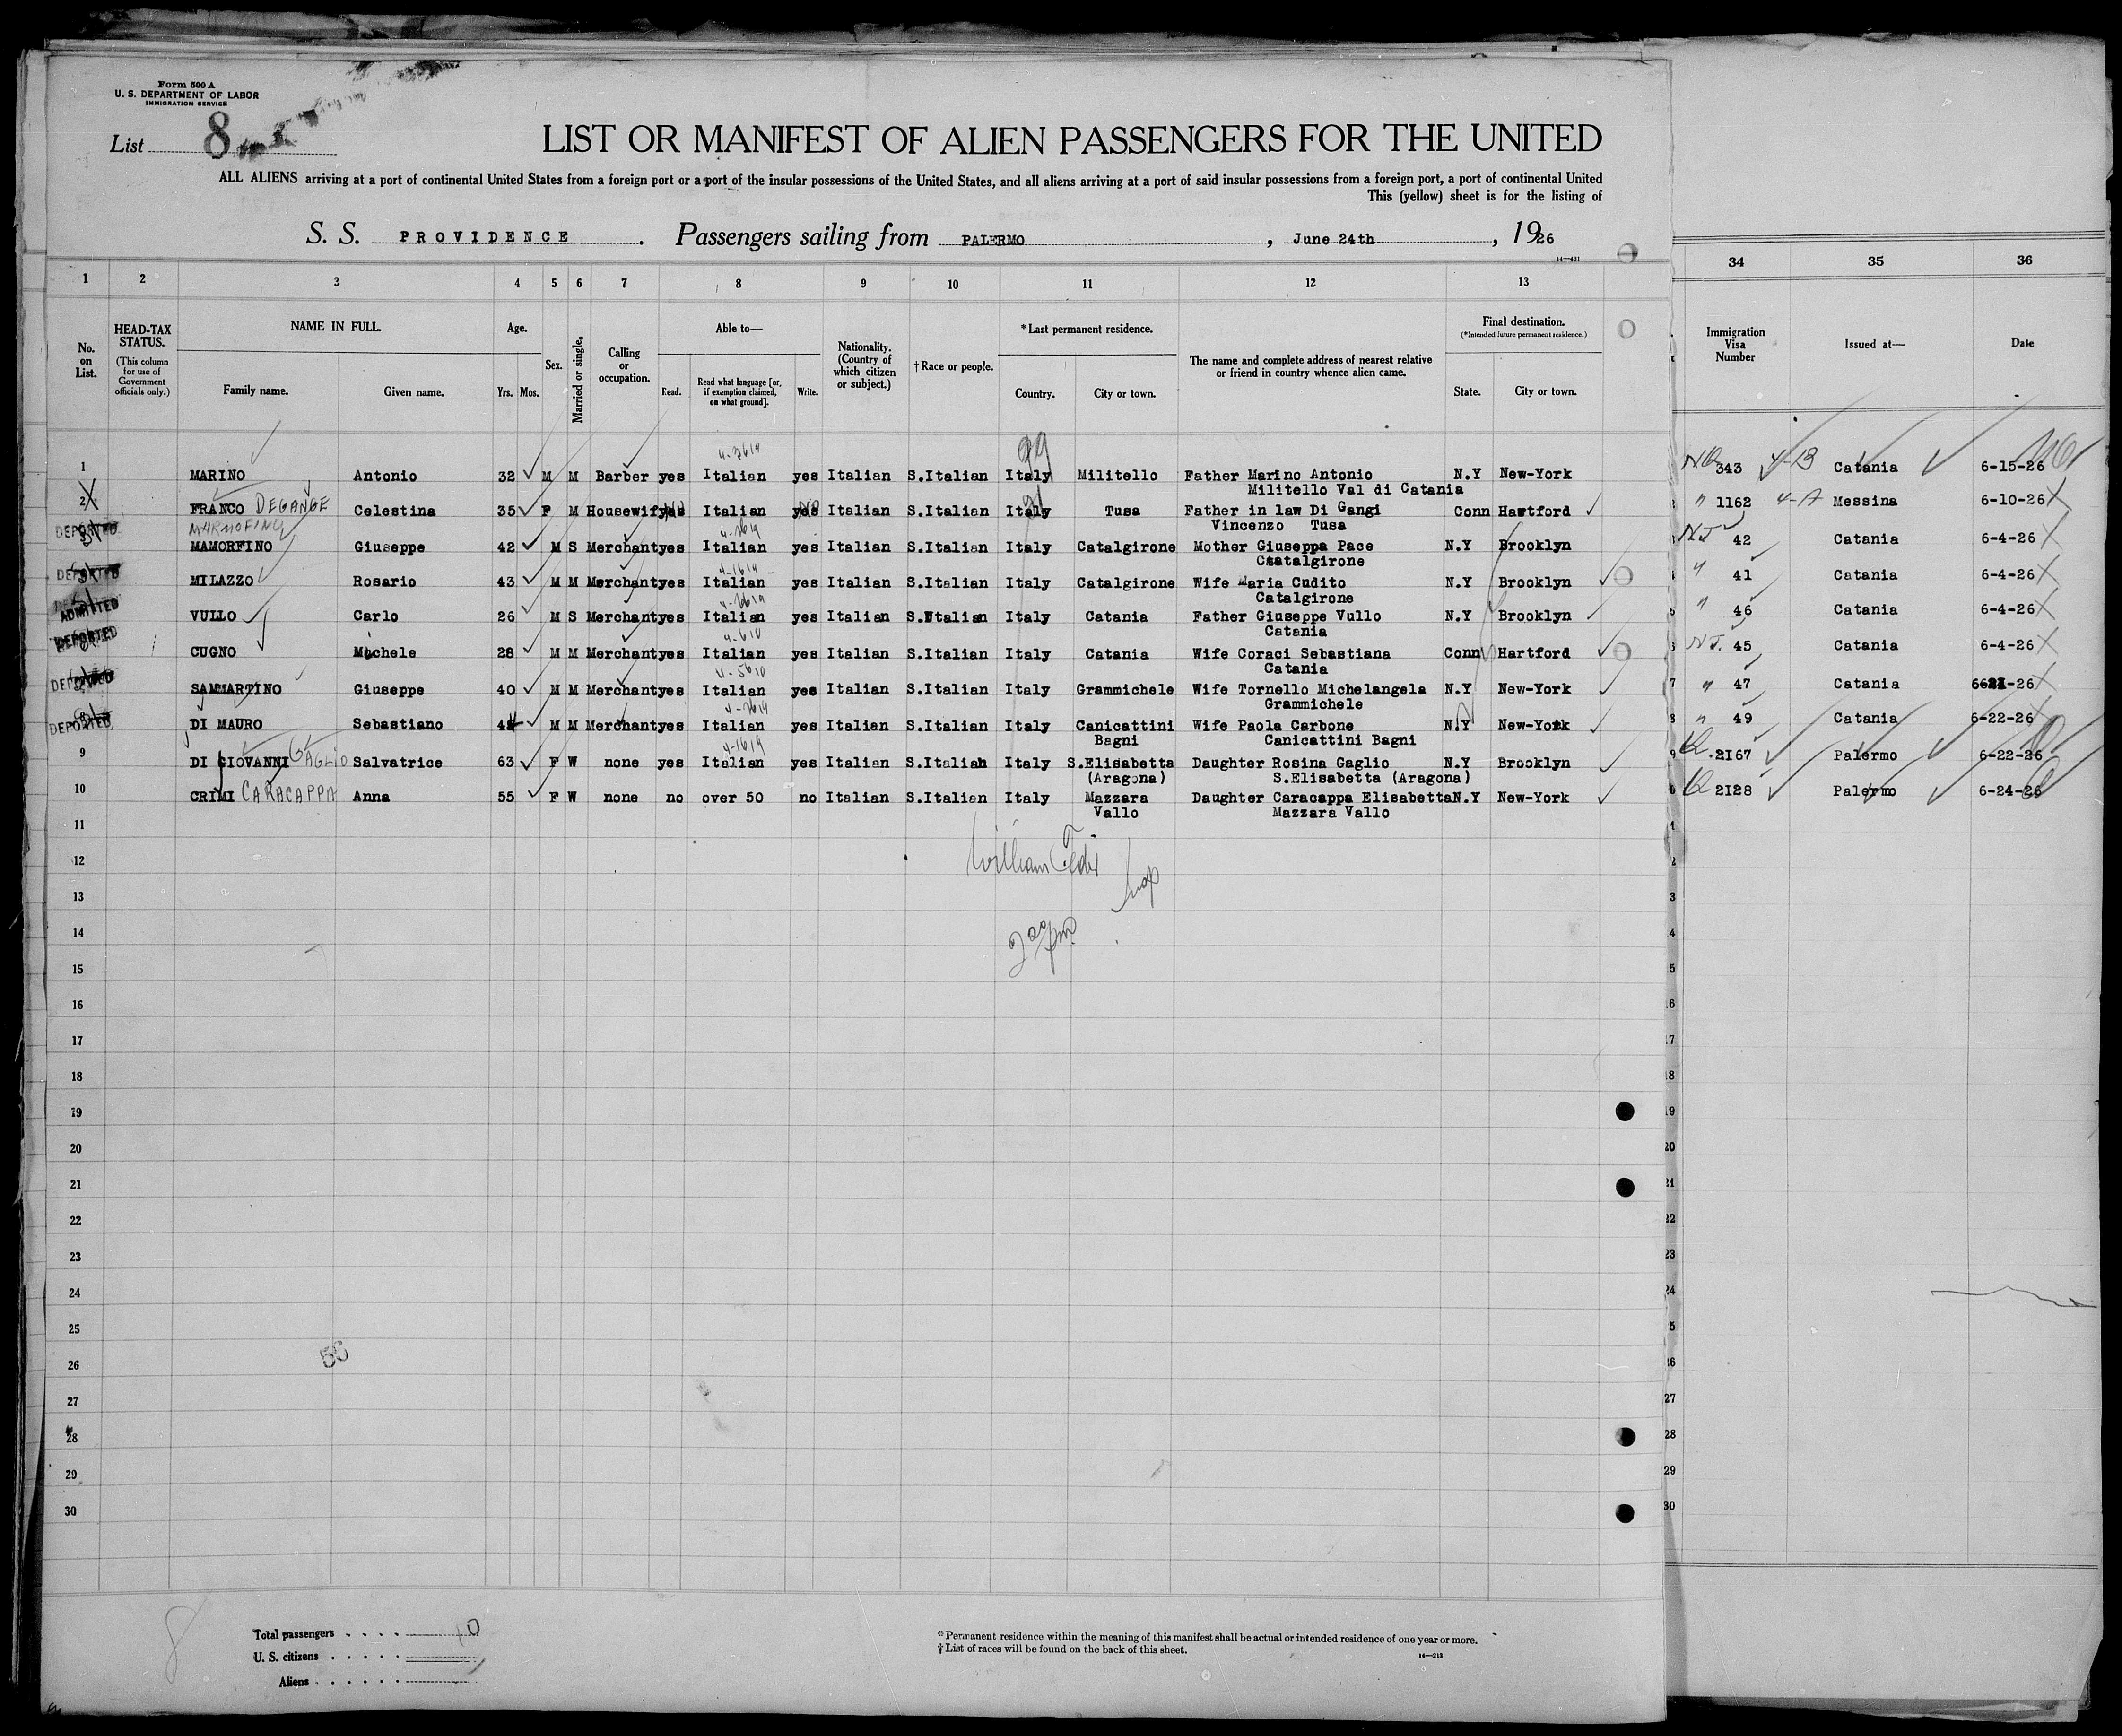 Form 500 A
U. S. DEPARTMENT OF LABOR
IMMIGRATION SERVICE
List 8
LIST OR MANIFEST OF ALIEN PASSENGERS FOR THE UNITED
ALL ALIENS arriving at a port of continental United States from a foreign port or a port of the insular possessions of the United States, and all aliens arriving at a port of said insular possessions from a foreign port, a port of continental United
This (yellow) sheet is for the listing of
S. S. PROVIDENCE. Passengers sailing from PALERMO, June 24th, 1926
14—431
1 2 3 4 5 6 7 8 9 10 11 12 13 34 35 36
No. on List.
HEAD-TAX STATUS.
(This column for use of Government officials only.)
NAME IN FULL.
Family name. Given name.
Age.
Yrs. Mos.
Sex.
Married or single.
Calling or occupation.
Able to—
Read. Read what language [or, if exemption claimed, on what ground]. Write.
Nationality. (Country of which citizen or subject.)
† Race or people.
*Last permanent residence.
Country. City or town.
The name and complete address of nearest relative or friend in country whence alien came.
Final destination.
(*Intended future permanent residence.)
State. City or town.
Immigration Visa Number
Issued at—
Date
1 MARINO Antonio 32 M M Barber yes Italian yes Italian S.Italian Italy Militello Father Marino Antonio N.Y New-York 343 4-13 Catania 6-15-26
Militello Val di Catania
2 FRANCO DEGANGE Celestina 35 F M Housewife Italian Italian S.Italian Italy Tusa Father in law Di Gangi Conn Hartford " 1162 4-A Messina 6-10-26
Vincenzo Tusa
MARMOFINO
DEPORTED MAMORFINO Giuseppe 42 M S Merchant yes Italian yes Italian S.Italian Italy Catalgirone Mother Giuseppa Pace N.Y Brooklyn 42 Catania 6-4-26
Catalgirone
DEPORTED MILAZZO Rosario 43 M M Merchant yes Italian yes Italian S.Italian Italy Catalgirone Wife Maria Cudito N.Y Brooklyn " 41 Catania 6-4-26
Catalgirone
ADMITTED VULLO Carlo 26 M S Merchant yes Italian yes Italian S.Italian Italy Catania Father Giuseppe Vullo N.Y Brooklyn " 46 Catania 6-4-26
Catania
DEPORTED CUGNO Michele 28 M M Merchant yes Italian yes Italian S.Italian Italy Catania Wife Coraci Sebastiana Conn Hartford 45 Catania 6-4-26
Catania
DEPORTED SAMMARTINO Giuseppe 40 M M Merchant yes Italian yes Italian S.Italian Italy Grammichele Wife Tornello Michelangela N.Y New-York " 47 Catania
Grammichele
DEPORTED DI MAURO Sebastiano 44 M M Merchant yes Italian yes Italian S.Italian Italy Canicattini Wife Paola Carbone N.Y New-York " 49 Catania 6-22-26
Bagni Canicattini Bagni
9 DI GIOVANNI GAGLIO Salvatrice 63 F W none yes Italian yes Italian S.Italian Italy S.Elisabetta Daughter Rosina Gaglio N.Y Brooklyn 2167 Palermo 6-22-26
(Aragona) S.Elisabetta (Aragona)
10 CRIMI CARACAPPA Anna 55 F W none no over 50 no Italian S.Italian Italy Mazzara Daughter Caracappa Elisabetta N.Y New-York 2128 Palermo 6-24-26
Vallo Mazzara Vallo
11
12
13
14
15
16
17
18
19
20
21
22
23
24
25
26
27
28
29
30
Total passengers 10
U. S. citizens
Aliens
*Permanent residence within the meaning of this manifest shall be actual or intended residence of one year or more.
†List of races will be found on the back of this sheet.
14—213